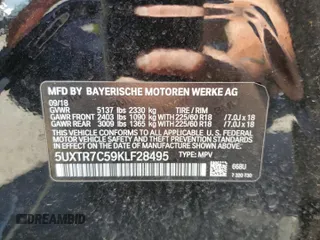 MFD BY BAYERISCHE MOTOREN WERKE AG
09/18
GVWR 5137 lbs 2330 kg TIRE / RIM
GAWR FRONT 2403 lbs 1090 kg WITH 225/60 R18 / 7.0J x 18
GAWR REAR 3009 lbs 1365 kg WITH 225/60 R18 / 7.0J x 18
THIS VEHICLE CONFORMS TO ALL APPLICABLE FEDERAL MOTOR
VEHICLE SAFETY, BUMPER AND THEFT PREVENTION STANDARDS
IN EFFECT ON THE DATE OF MANUFACTURE SHOWN ABOVE.
5UXTR7C59KLF28495 TYPE: MPV
668U
AUTOBIDMASTER